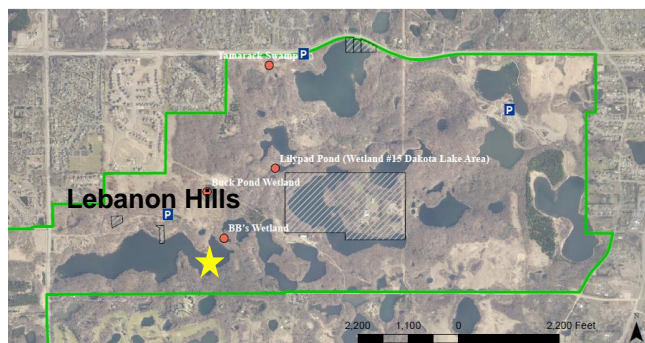 Tamarack Swamp
P
P
Lilypad Pond (Wetland #15 Dakota Lake Area)
Buck Pond Wetland
Lebanon Hills
P
BB's Wetland
N
2,200 1,100 0 2,200 Feet